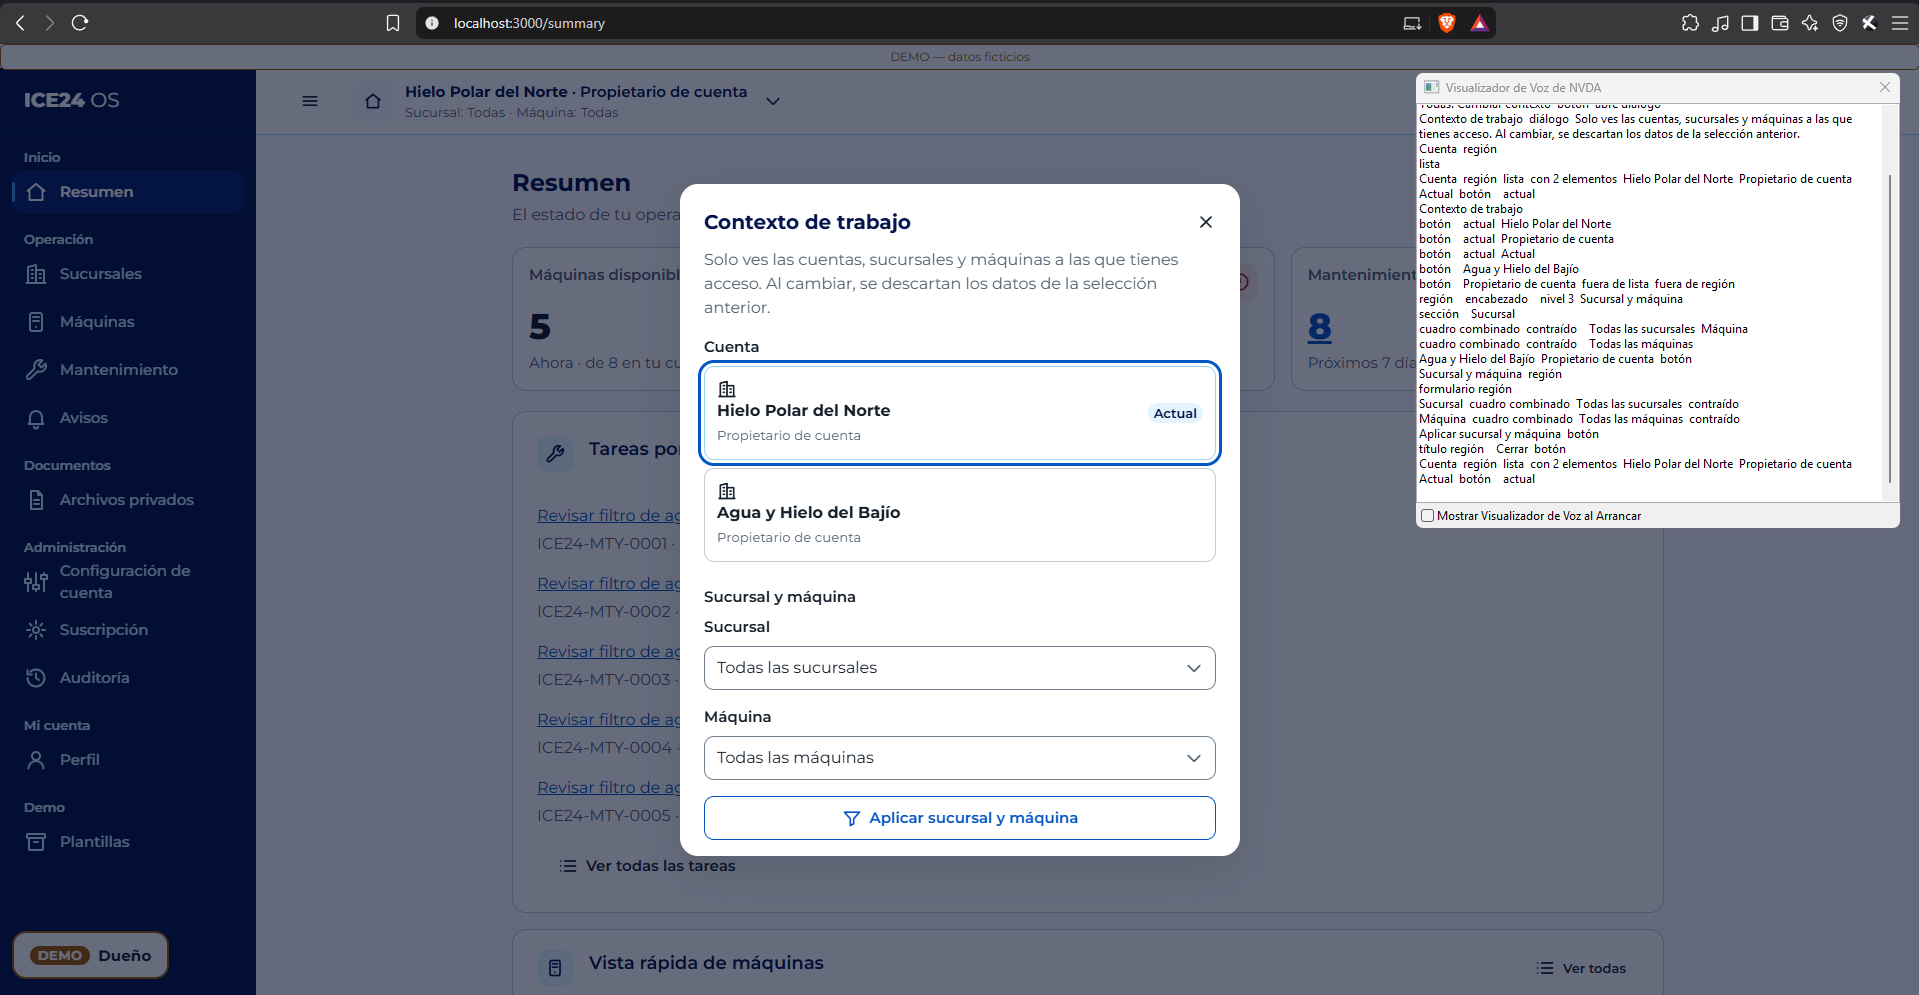 localhost:3000/summary
DEMO — datos ficticios
ICE24 OS
Inicio
Resumen
Operación
Sucursales
Máquinas
Mantenimiento
Avisos
Documentos
Archivos privados
Administración
Configuración de
cuenta
Suscripción
Auditoría
Mi cuenta
Perfil
Demo
Plantillas
DEMO Dueño
Hielo Polar del Norte · Propietario de cuenta
Sucursal: Todas · Máquina: Todas
Resumen
El estado de tu opera
Máquinas disponibl
5
Ahora · de 8 en tu cu
Mantenimient
8
Próximos 7 día
Tareas po
Revisar filtro de ag
ICE24-MTY-0001 ·
Revisar filtro de ag
ICE24-MTY-0002 ·
Revisar filtro de ag
ICE24-MTY-0003 ·
Revisar filtro de ag
ICE24-MTY-0004 ·
Revisar filtro de ag
ICE24-MTY-0005 ·
Ver todas las tareas
Vista rápida de máquinas
Ver todas
Contexto de trabajo
Solo ves las cuentas, sucursales y máquinas a las que tienes
acceso. Al cambiar, se descartan los datos de la selección
anterior.
Cuenta
Hielo Polar del Norte
Propietario de cuenta
Actual
Agua y Hielo del Bajío
Propietario de cuenta
Sucursal y máquina
Sucursal
Todas las sucursales
Máquina
Todas las máquinas
Aplicar sucursal y máquina
Visualizador de Voz de NVDA
Todas. Cambiar contexto botón abre diálogo
Contexto de trabajo diálogo Solo ves las cuentas, sucursales y máquinas a las que
tienes acceso. Al cambiar, se descartan los datos de la selección anterior.
Cuenta región
lista
Cuenta región lista con 2 elementos Hielo Polar del Norte Propietario de cuenta
Actual botón actual
Contexto de trabajo
botón actual Hielo Polar del Norte
botón actual Propietario de cuenta
botón actual Actual
botón Agua y Hielo del Bajío
botón Propietario de cuenta fuera de lista fuera de región
región encabezado nivel 3 Sucursal y máquina
sección Sucursal
cuadro combinado contraído Todas las sucursales Máquina
cuadro combinado contraído Todas las máquinas
Agua y Hielo del Bajío Propietario de cuenta botón
Sucursal y máquina región
formulario región
Sucursal cuadro combinado Todas las sucursales contraído
Máquina cuadro combinado Todas las máquinas contraído
Aplicar sucursal y máquina botón
título región Cerrar botón
Cuenta región lista con 2 elementos Hielo Polar del Norte Propietario de cuenta
Actual botón actual
Mostrar Visualizador de Voz al Arrancar